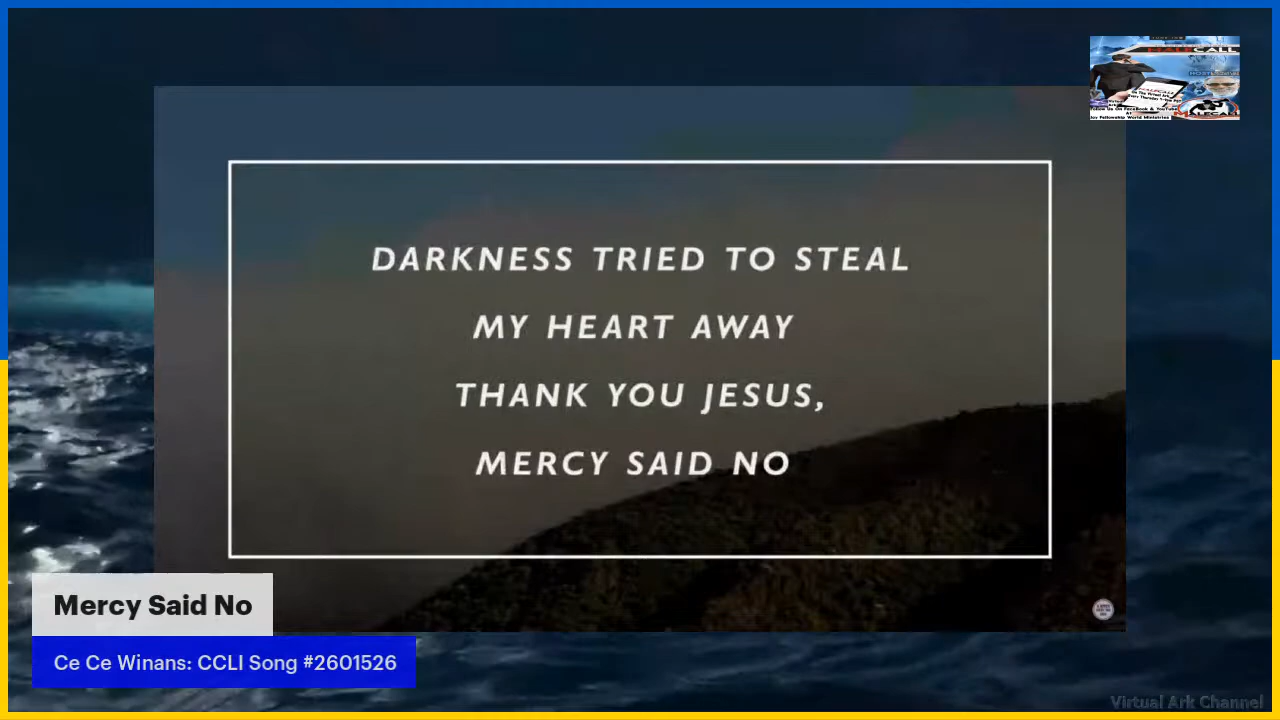 MALECALL
DARKNESS TRIED TO STEAL
MY HEART AWAY
THANK YOU JESUS,
MERCY SAID NO
Mercy Said No
Ce Ce Winans: CCLI Song #2601526
Virtual Ark Channel